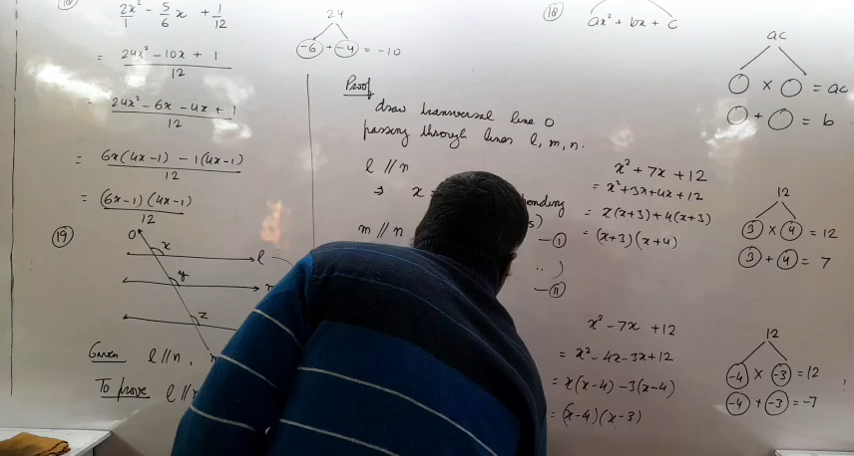 18
2x² - 5/6 x + 1/12
1
= 24x² - 10x + 1
12
24x² - 6x - 4x + 1
12
= 6x(4x-1) - 1(4x-1)
12
= (6x-1)(4x-1)
12
24
-6 + -4 = -10
19
O
x
l
y
z
Given l // n,
To prove l //
Proof
draw transversal line O
passing through lines l, m, n.
l // n
⇒ x =
m // n
- I
,, )
- II
18
ax² + bx + c
ac
◯ × ◯ = ac
◯ + ◯ = b
x² + 7x + 12
= x² + 3x + 4x + 12
= x(x+3) + 4(x+3)
= (x+3)(x+4)
12
3 × 4 = 12
3 + 4 = 7
x² - 7x + 12
= x² - 4x - 3x + 12
= x(x-4) - 3(x-4)
= (x-4)(x-3)
12
-4 × -3 = 12
-4 + -3 = -7